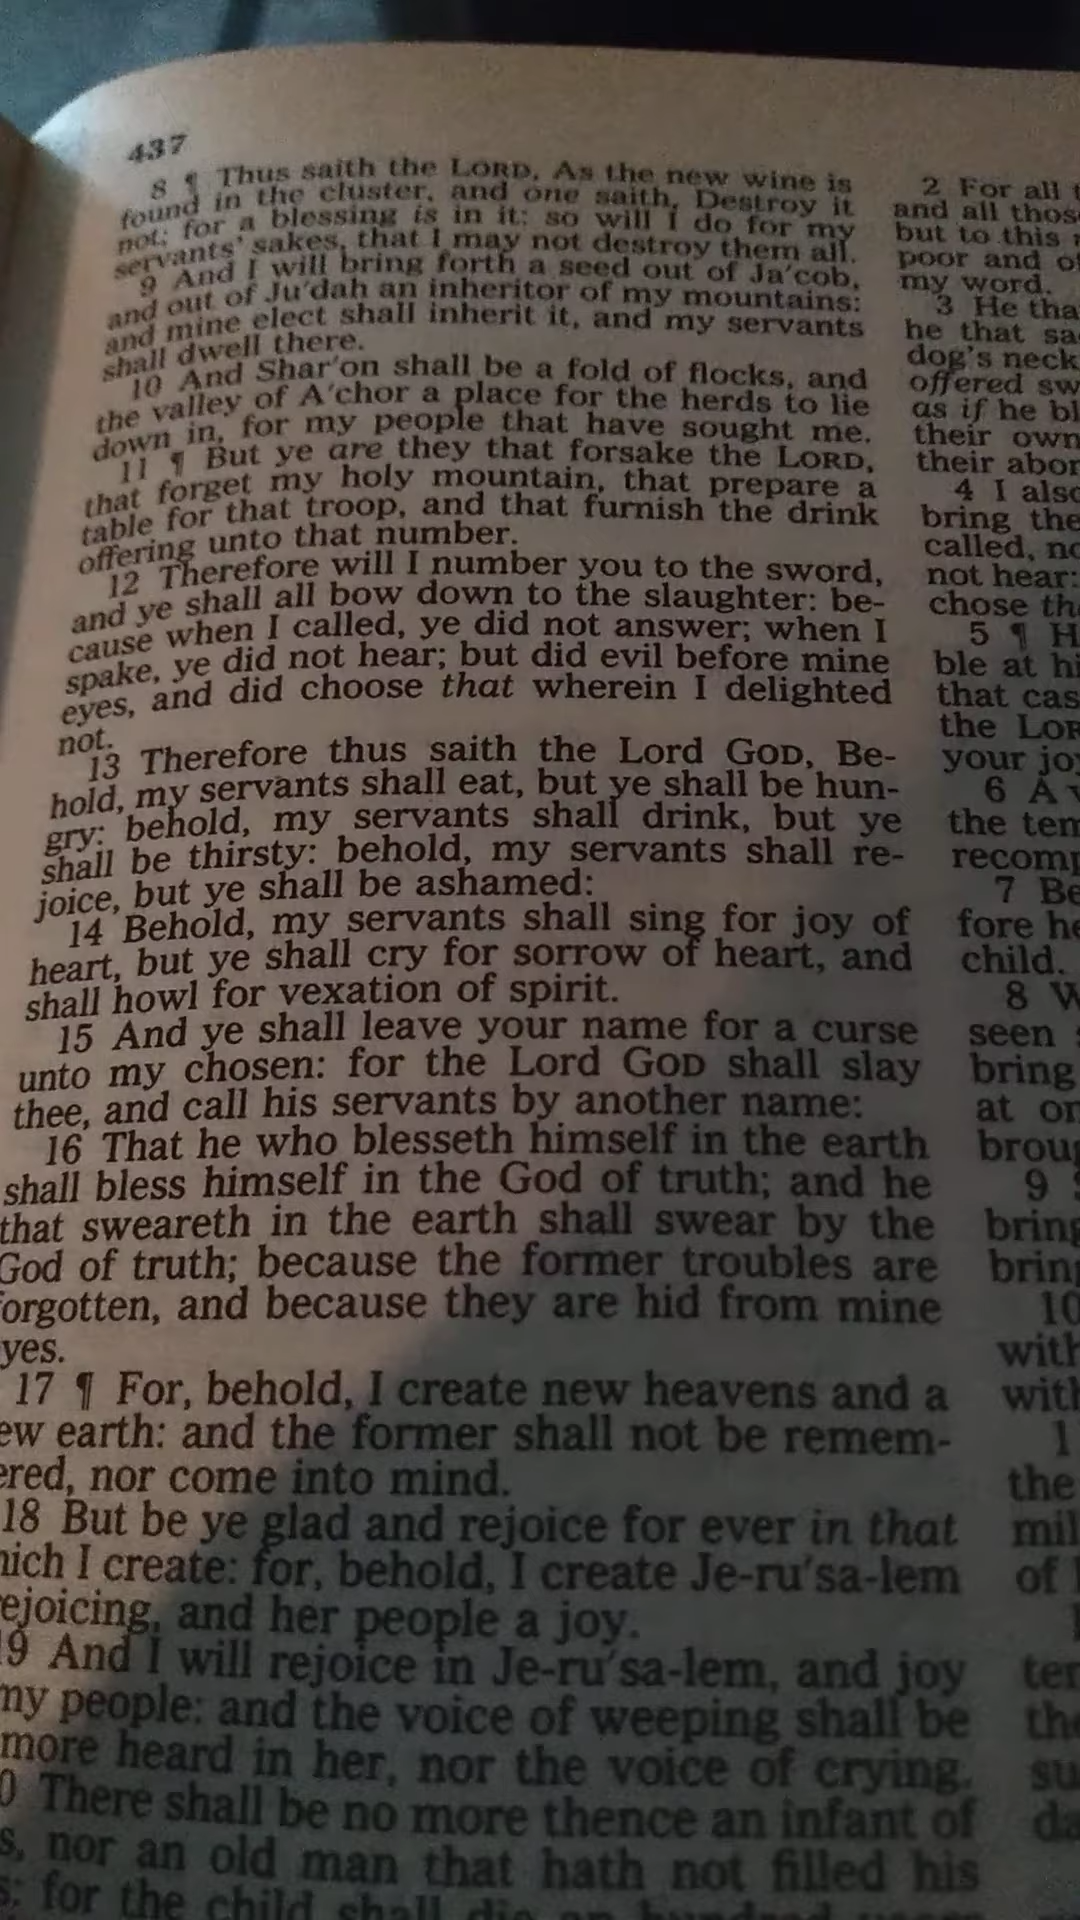 437
8 ¶ Thus saith the LORD, As the new wine is
found in the cluster, and one saith, Destroy it
not; for a blessing is in it: so will I do for my
servants' sakes, that I may not destroy them all.
9 And I will bring forth a seed out of Ja'cob,
and out of Ju'dah an inheritor of my mountains:
and mine elect shall inherit it, and my servants
shall dwell there.
10 And Shar'on shall be a fold of flocks, and
the valley of A'chor a place for the herds to lie
down in, for my people that have sought me.
11 ¶ But ye are they that forsake the LORD,
that forget my holy mountain, that prepare a
table for that troop, and that furnish the drink
offering unto that number.
12 Therefore will I number you to the sword,
and ye shall all bow down to the slaughter: be-
cause when I called, ye did not answer; when I
spake, ye did not hear; but did evil before mine
eyes, and did choose that wherein I delighted
not.
13 Therefore thus saith the Lord GOD, Be-
hold, my servants shall eat, but ye shall be hun-
gry: behold, my servants shall drink, but ye
shall be thirsty: behold, my servants shall re-
joice, but ye shall be ashamed:
14 Behold, my servants shall sing for joy of
heart, but ye shall cry for sorrow of heart, and
shall howl for vexation of spirit.
15 And ye shall leave your name for a curse
unto my chosen: for the Lord GOD shall slay
thee, and call his servants by another name:
16 That he who blesseth himself in the earth
shall bless himself in the God of truth; and he
that sweareth in the earth shall swear by the
God of truth; because the former troubles are
orgotten, and because they are hid from mine
yes.
17 ¶ For, behold, I create new heavens and a
ew earth: and the former shall not be remem-
ered, nor come into mind.
18 But be ye glad and rejoice for ever in that
hich I create: for, behold, I create Je-ru'sa-lem
ejoicing, and her people a joy.
19 And I will rejoice in Je-ru'sa-lem, and joy
my people: and the voice of weeping shall be
more heard in her, nor the voice of crying.
0 There shall be no more thence an infant of
s, nor an old man that hath not filled his
s: for the child shall die an hundred years
2 For all t
and all thos
but to this
poor and o
my word.
3 He tha
he that sa
dog's neck
offered sw
as if he bl
their own
their abor
4 I also
bring the
called, no
not hear:
chose th
5 ¶ H
ble at hi
that cas
the LOR
your joy
6 A v
the tem
recomp
7 Be
fore he
child.
8 W
seen
bring
at or
broug
9
bring
bring
10
with
with
1
the
mil
of
ter
the
su
da